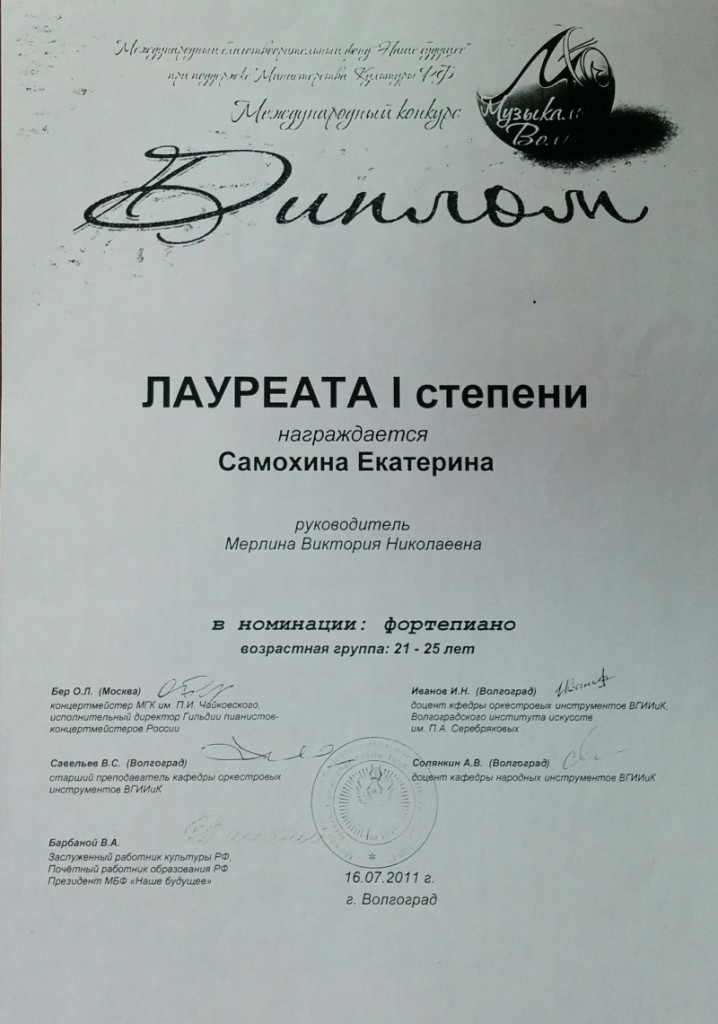 "Международный благотворительный фонд "Наше будущее"
при поддержке "Министерства Культуры РФ"
Международный конкурс
Музыкаль
Вол
Диплом
ЛАУРЕАТА I степени
награждается
Самохина Екатерина
руководитель
Мерлина Виктория Николаевна
в номинации: фортепиано
возрастная группа: 21 - 25 лет
Бер О.Л. (Москва)
концертмейстер МГК им. П.И. Чайковского,
исполнительный директор Гильдии пианистов-
концертмейстеров России
Иванов И.Н. (Волгоград)
доцент кфедры оркестровых инструментов ВГИИиК,
Волгоградского института искусств
им. П.А. Серебряковых
Савельев В.С. (Волгоград)
старший преподаватель кафедры оркестровых
инструментов ВГИИиК
Солянкин А.В. (Волгоград)
доцент кафедры народных инструментов ВГИИиК
Барбаной В.А.
Заслуженный работник культуры РФ,
Почётный работник образования РФ
Президент МБФ «Наше будущее»
16.07.2011 г.
г. Волгоград